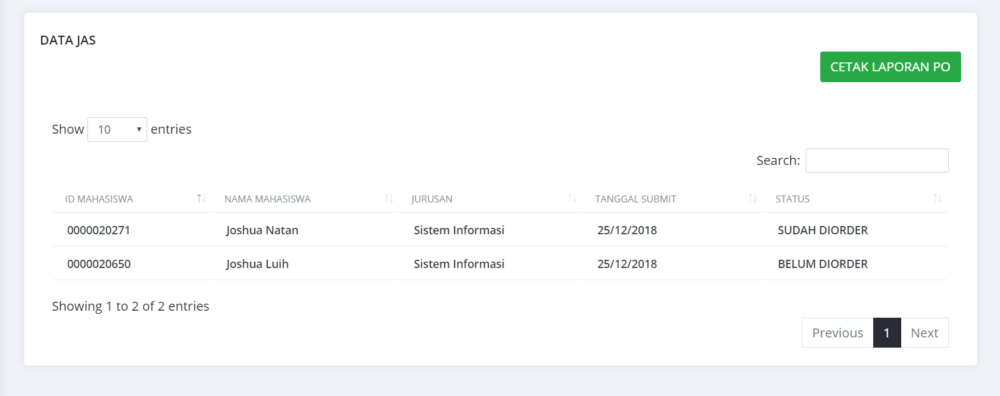 DATA JAS
CETAK LAPORAN PO
Show 10 entries
Search:
ID MAHASISWA NAMA MAHASISWA JURUSAN TANGGAL SUBMIT STATUS
0000020271 Joshua Natan Sistem Informasi 25/12/2018 SUDAH DIORDER
0000020650 Joshua Luih Sistem Informasi 25/12/2018 BELUM DIORDER
Showing 1 to 2 of 2 entries
Previous 1 Next